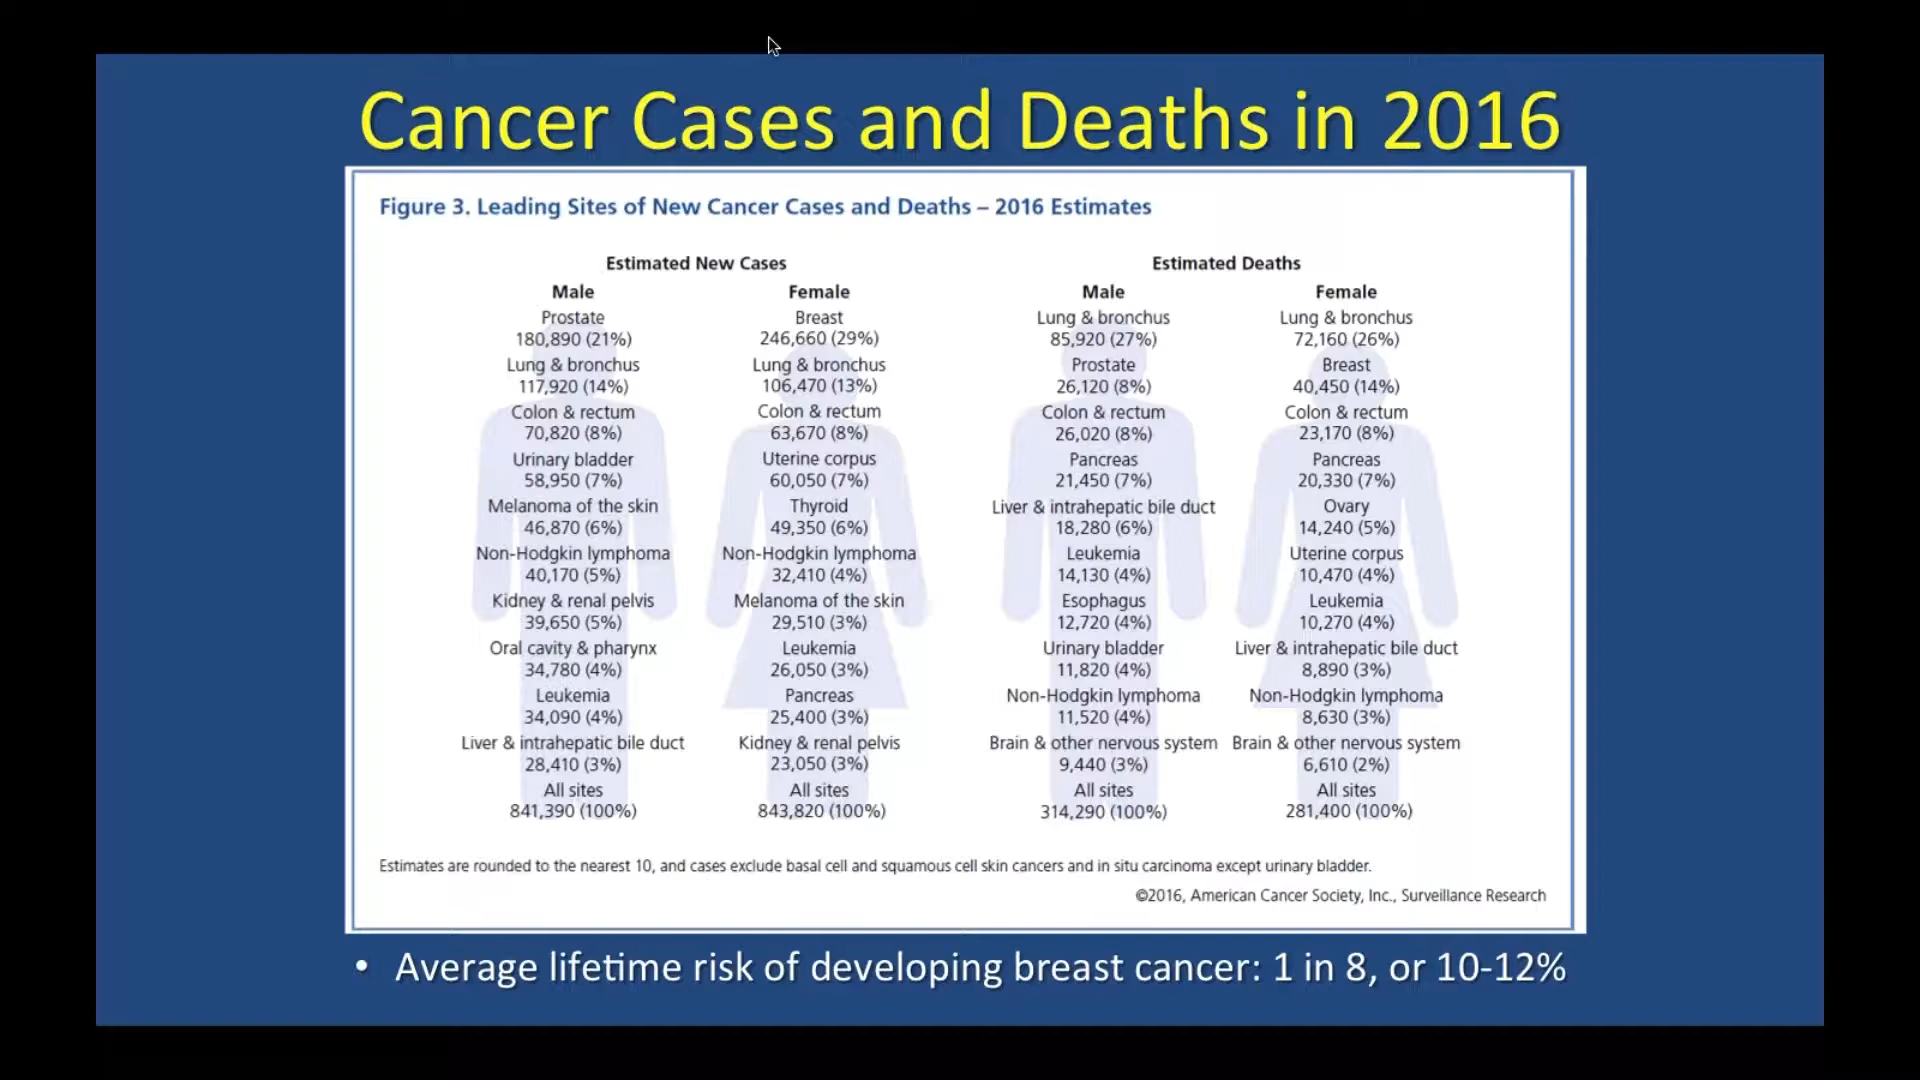 Cancer Cases and Deaths in 2016
Figure 3. Leading Sites of New Cancer Cases and Deaths – 2016 Estimates
Estimated New Cases
Male
Prostate
180,890 (21%)
Lung & bronchus
117,920 (14%)
Colon & rectum
70,820 (8%)
Urinary bladder
58,950 (7%)
Melanoma of the skin
46,870 (6%)
Non-Hodgkin lymphoma
40,170 (5%)
Kidney & renal pelvis
39,650 (5%)
Oral cavity & pharynx
34,780 (4%)
Leukemia
34,090 (4%)
Liver & intrahepatic bile duct
28,410 (3%)
All sites
841,390 (100%)
Female
Breast
246,660 (29%)
Lung & bronchus
106,470 (13%)
Colon & rectum
63,670 (8%)
Uterine corpus
60,050 (7%)
Thyroid
49,350 (6%)
Non-Hodgkin lymphoma
32,410 (4%)
Melanoma of the skin
29,510 (3%)
Leukemia
26,050 (3%)
Pancreas
25,400 (3%)
Kidney & renal pelvis
23,050 (3%)
All sites
843,820 (100%)
Estimated Deaths
Male
Lung & bronchus
85,920 (27%)
Prostate
26,120 (8%)
Colon & rectum
26,020 (8%)
Pancreas
21,450 (7%)
Liver & intrahepatic bile duct
18,280 (6%)
Leukemia
14,130 (4%)
Esophagus
12,720 (4%)
Urinary bladder
11,820 (4%)
Non-Hodgkin lymphoma
11,520 (4%)
Brain & other nervous system
9,440 (3%)
All sites
314,290 (100%)
Female
Lung & bronchus
72,160 (26%)
Breast
40,450 (14%)
Colon & rectum
23,170 (8%)
Pancreas
20,330 (7%)
Ovary
14,240 (5%)
Uterine corpus
10,470 (4%)
Leukemia
10,270 (4%)
Liver & intrahepatic bile duct
8,890 (3%)
Non-Hodgkin lymphoma
8,630 (3%)
Brain & other nervous system
6,610 (2%)
All sites
281,400 (100%)
Estimates are rounded to the nearest 10, and cases exclude basal cell and squamous cell skin cancers and in situ carcinoma except urinary bladder.
©2016, American Cancer Society, Inc., Surveillance Research
• Average lifetime risk of developing breast cancer: 1 in 8, or 10-12%